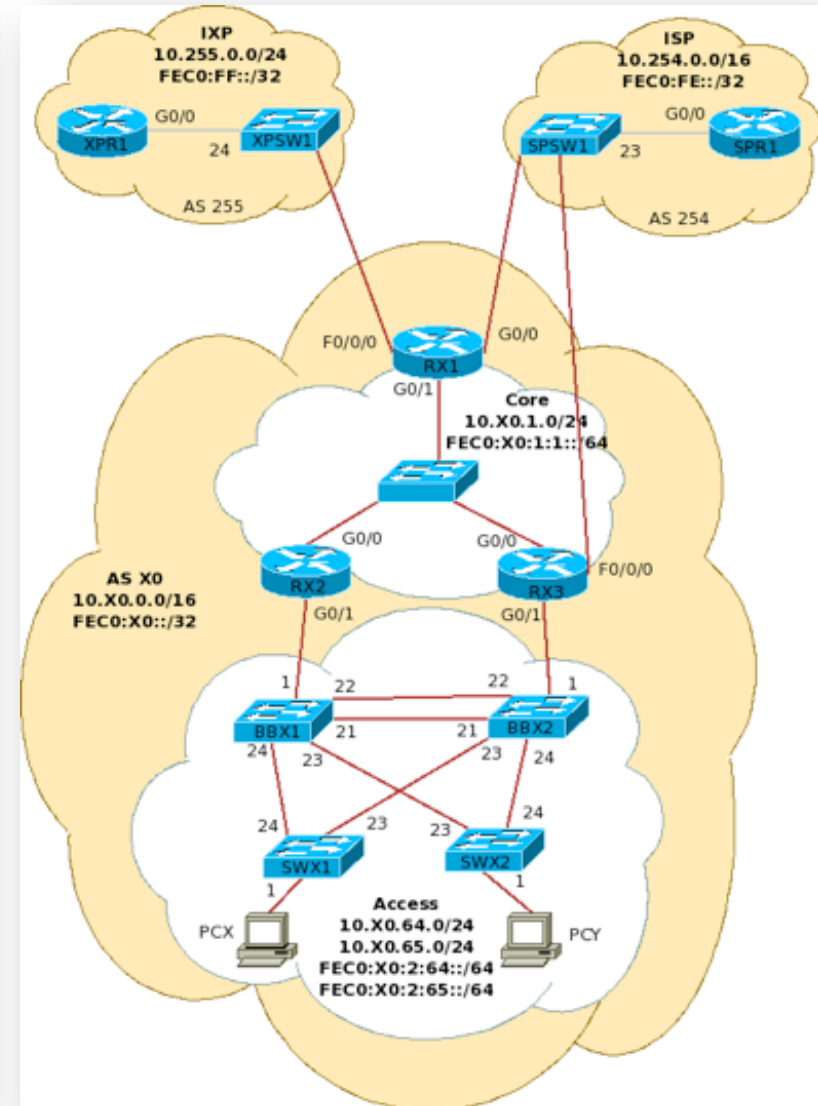 IXP
10.255.0.0/24
FEC0:FF::/32
G0/0
XPR1
XPSW1
24
AS 255
ISP
10.254.0.0/16
FEC0:FE::/32
G0/0
SPSW1
SPR1
23
AS 254
F0/0/0
G0/0
RX1
G0/1
Core
10.X0.1.0/24
FEC0:X0:1:1::/64
G0/0
G0/0
RX2
RX3
F0/0/0
G0/1
G0/1
AS X0
10.X0.0.0/16
FEC0:X0::/32
1
22
22
1
BBX1
21
21
BBX2
24
23
23
24
24
23
23
24
SWX1
SWX2
1
1
PCX
PCY
Access
10.X0.64.0/24
10.X0.65.0/24
FEC0:X0:2:64::/64
FEC0:X0:2:65::/64